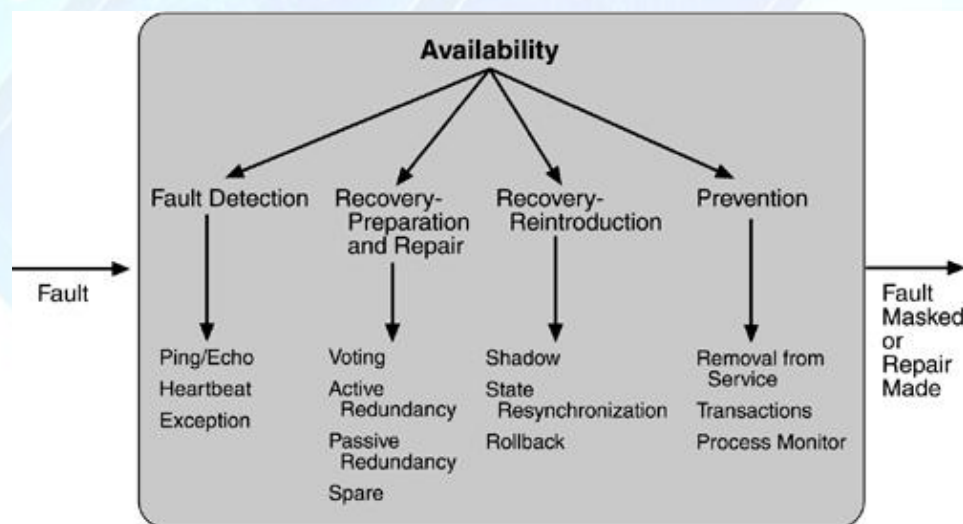 Availability
Fault Detection
Recovery-
Preparation
and Repair
Recovery-
Reintroduction
Prevention
Fault
Fault
Masked
or
Repair
Made
Ping/Echo
Heartbeat
Exception
Voting
Active
Redundancy
Passive
Redundancy
Spare
Shadow
State
Resynchronization
Rollback
Removal from
Service
Transactions
Process Monitor